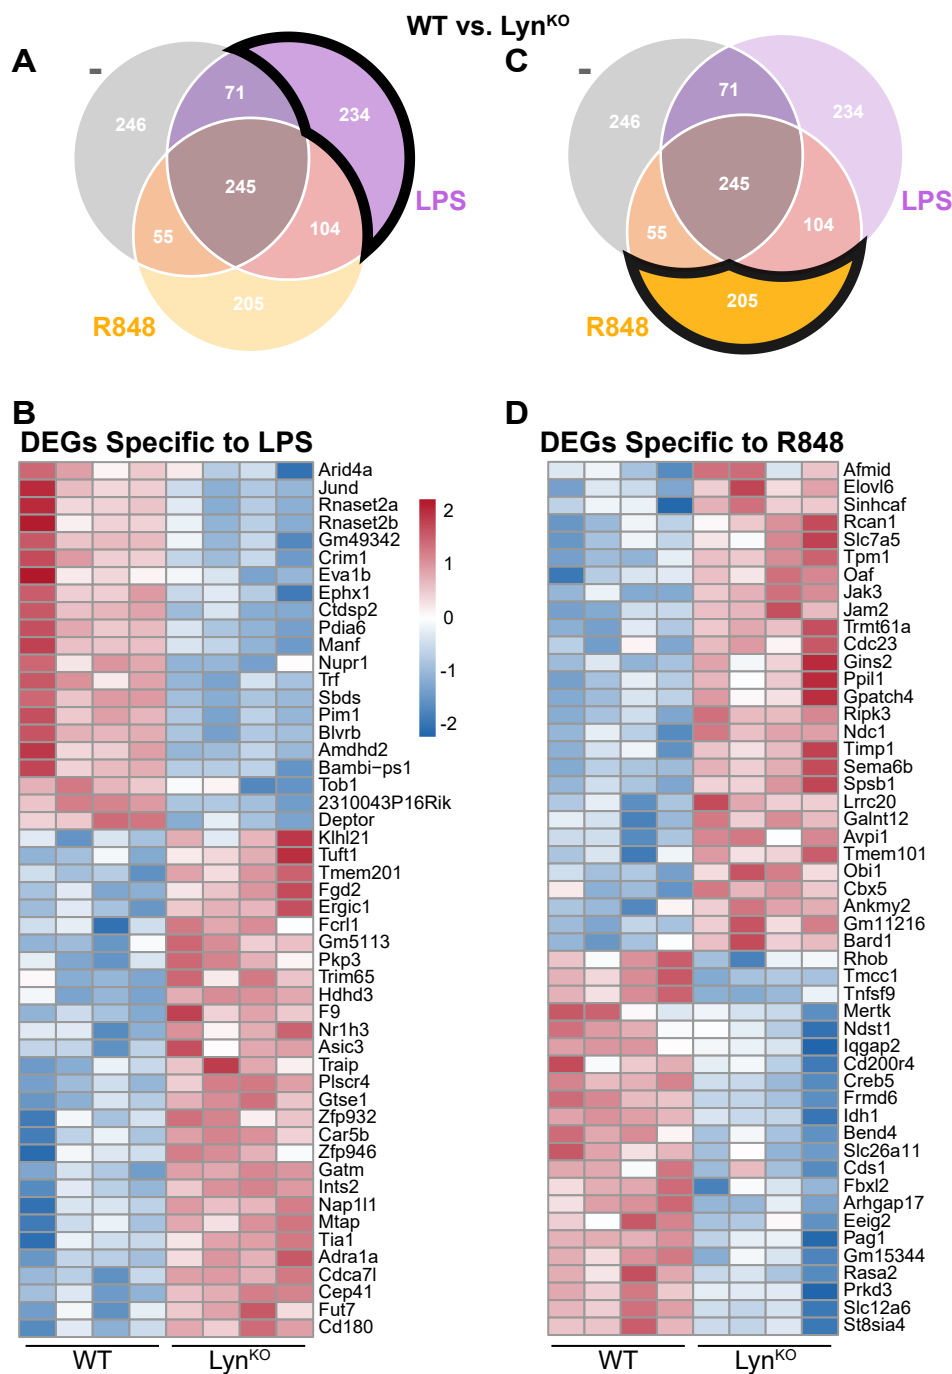 WT vs. LynKO
A
-
71
234
246
245
LPS
55
104
205
R848
C
-
71
234
246
245
LPS
55
104
205
R848
B
DEGs Specific to LPS
Arid4a
Jund
Rnaset2a
Rnaset2b
Gm49342
Crim1
Eva1b
Ephx1
Ctdsp2
Pdia6
Manf
Nupr1
Trf
Sbds
Pim1
Blvrb
Amdhd2
Bambi−ps1
Tob1
2310043P16Rik
Deptor
Klhl21
Tuft1
Tmem201
Fgd2
Ergic1
Fcrl1
Gm5113
Pkp3
Trim65
Hdhd3
F9
Nr1h3
Asic3
Traip
Plscr4
Gtse1
Zfp932
Car5b
Zfp946
Gatm
Ints2
Nap1l1
Mtap
Tia1
Adra1a
Cdca7l
Cep41
Fut7
Cd180
2
1
0
-1
-2
WT
LynKO
D
DEGs Specific to R848
Afmid
Elovl6
Sinhcaf
Rcan1
Slc7a5
Tpm1
Oaf
Jak3
Jam2
Trmt61a
Cdc23
Gins2
Ppil1
Gpatch4
Ripk3
Ndc1
Timp1
Sema6b
Spsb1
Lrrc20
Galnt12
Avpi1
Tmem101
Obi1
Cbx5
Ankmy2
Gm11216
Bard1
Rhob
Tmcc1
Tnfsf9
Mertk
Ndst1
Iqgap2
Cd200r4
Creb5
Frmd6
Idh1
Bend4
Slc26a11
Cds1
Fbxl2
Arhgap17
Eeig2
Pag1
Gm15344
Rasa2
Prkd3
Slc12a6
St8sia4
WT
LynKO